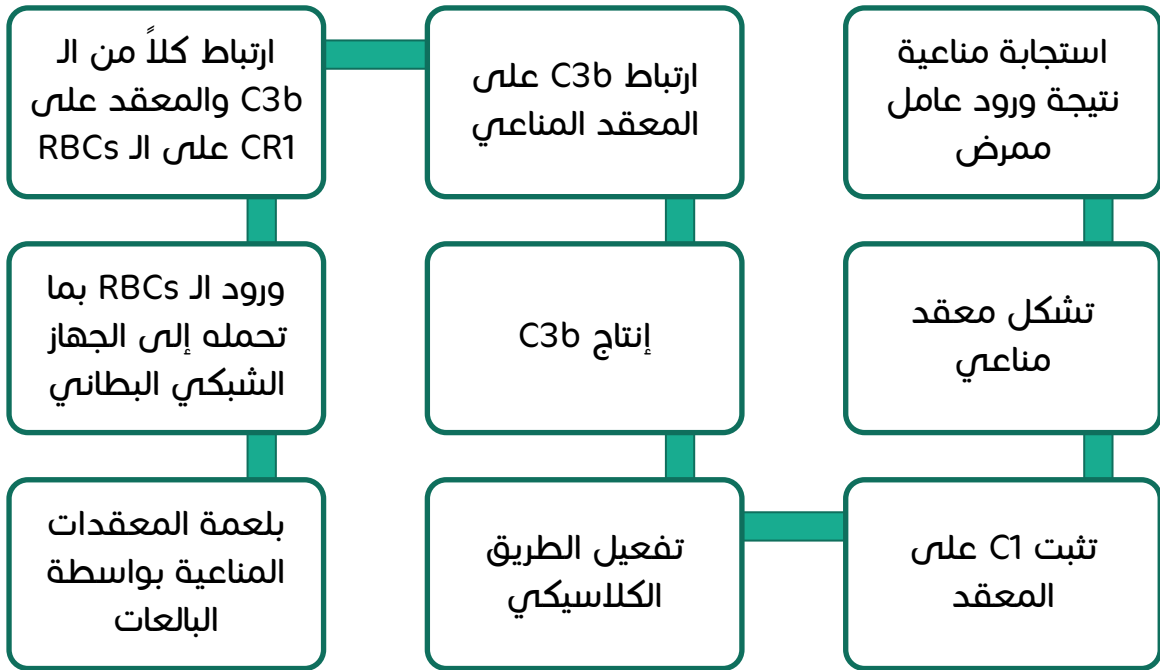 استجابة مناعية
نتيجة ورود عامل
ممرض
تشكل معقد
مناعي
تثبت C1 على
المعقد
تفعيل الطريق
الكلاسيكي
إنتاج C3b
ارتباط C3b على
المعقد المناعي
ارتباط كلاً من الـ
C3b والمعقد على
CR1 على الـ RBCs
ورود الـ RBCs بما
تحمله إلى الجهاز
الشبكي البطاني
بلعمة المعقدات
المناعية بواسطة
البالعات